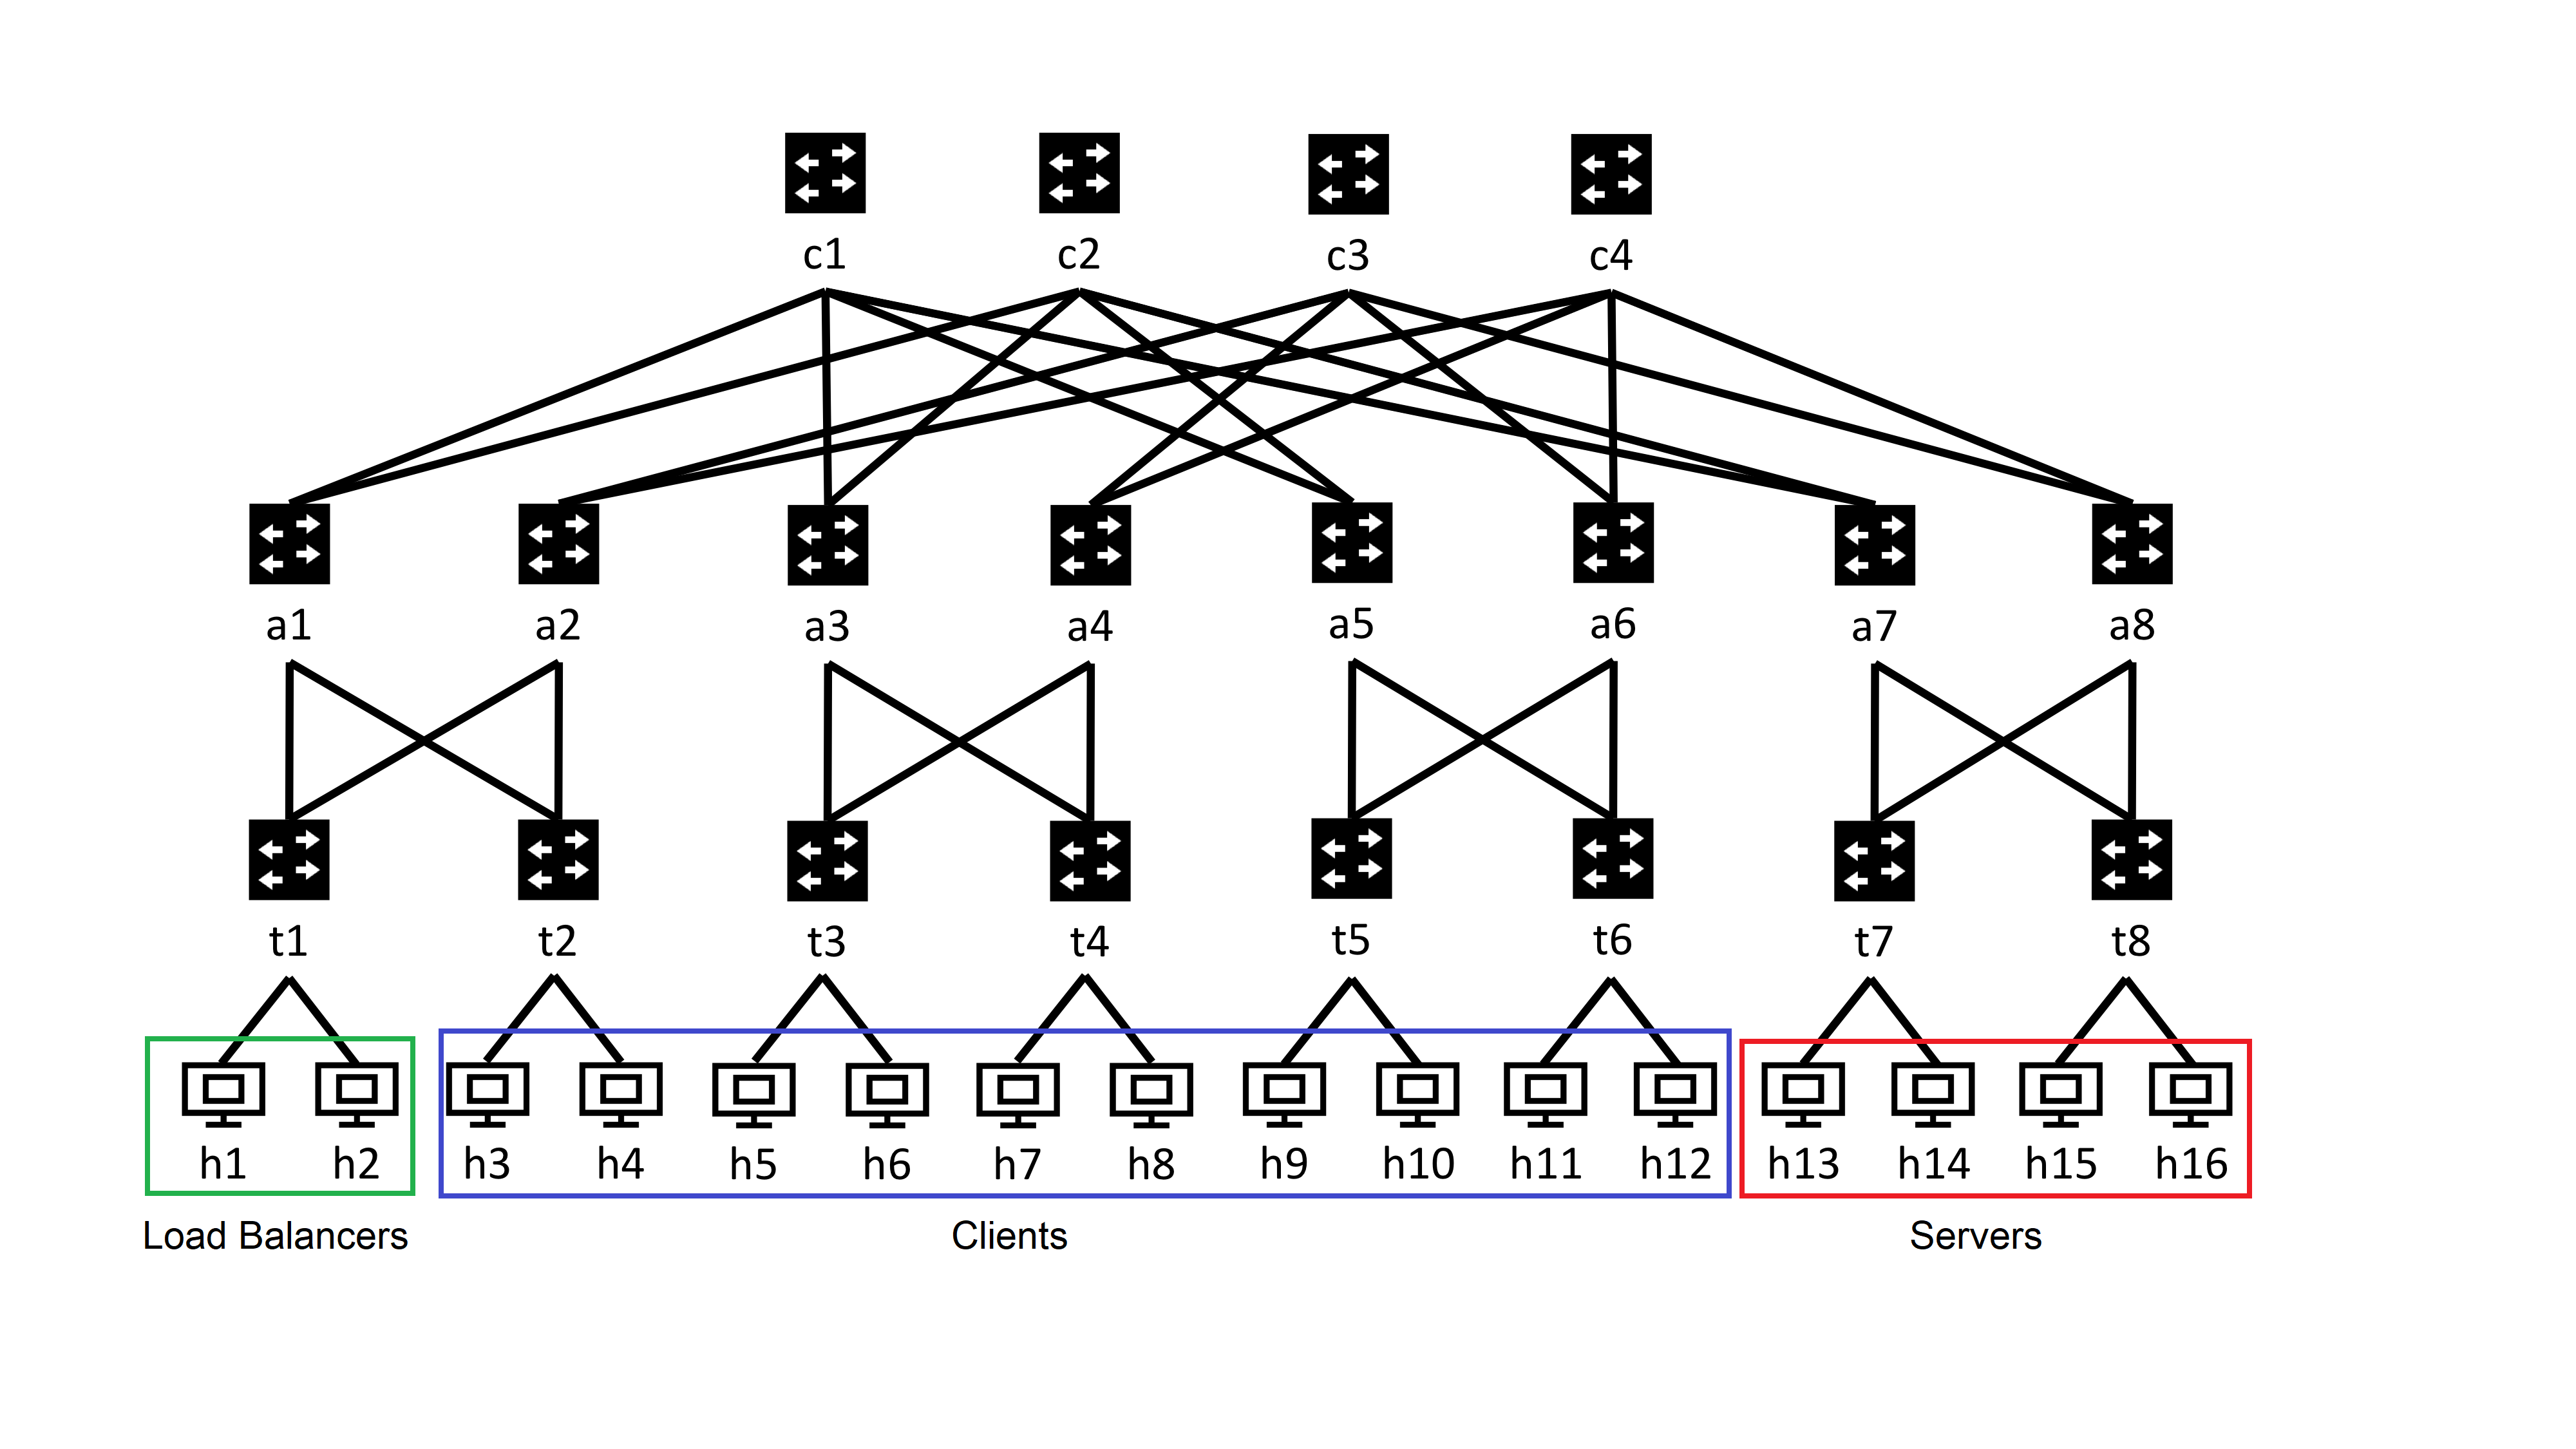 c1 c2 c3 c4
a1 a2 a3 a4 a5 a6 a7 a8
t1 t2 t3 t4 t5 t6 t7 t8
h1 h2 h3 h4 h5 h6 h7 h8 h9 h10 h11 h12 h13 h14 h15 h16
Load Balancers Clients Servers